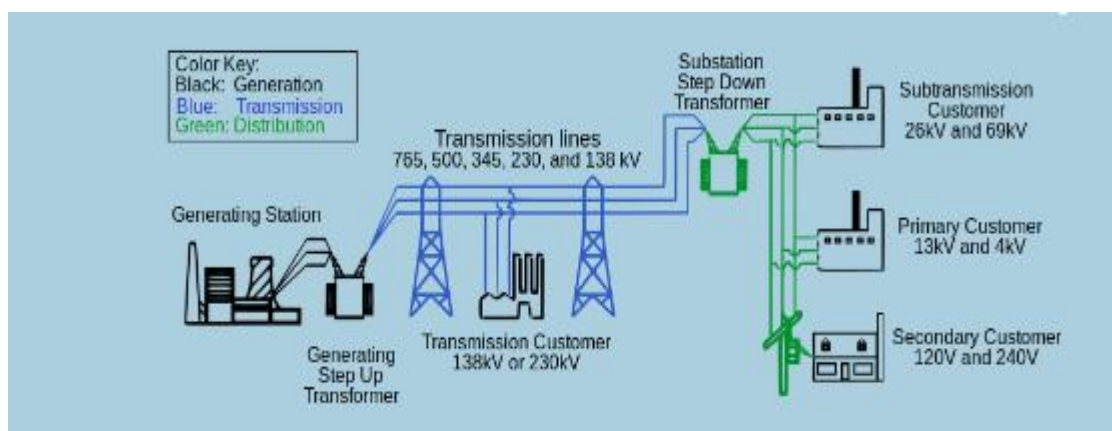 Color Key:
Black: Generation
Blue: Transmission
Green: Distribution
Substation
Step Down
Transformer
Subtransmission
Customer
26kV and 69kV
Transmission lines
765, 500, 345, 230, and 138 kV
Generating Station
Primary Customer
13kV and 4kV
Transmission Customer
138kV or 230kV
Generating
Step Up
Transformer
Secondary Customer
120V and 240V